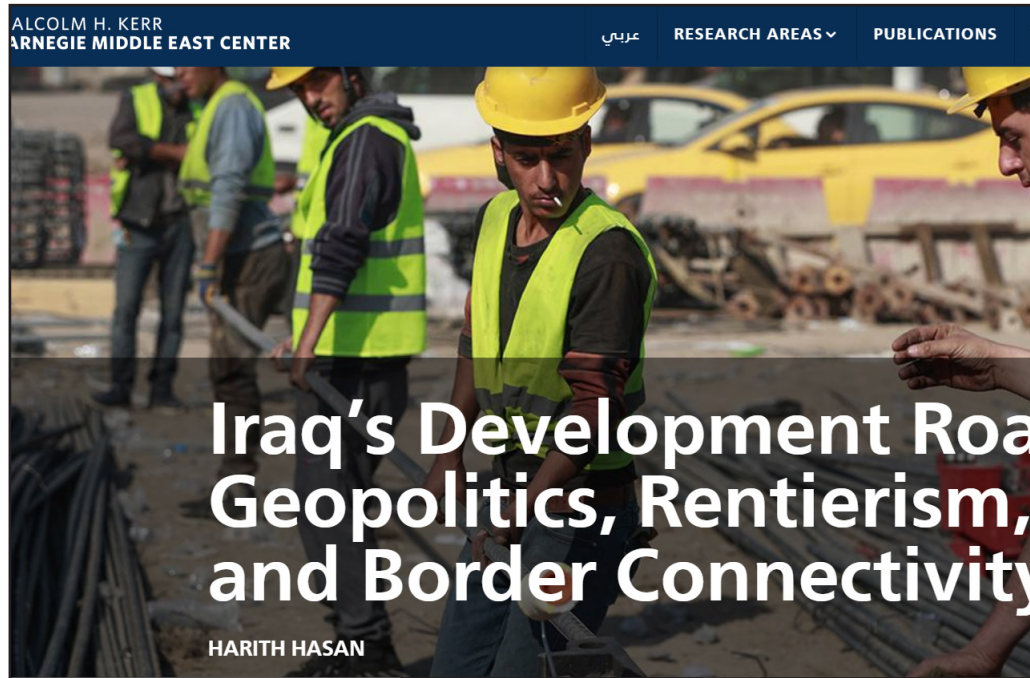 ALCOLM H. KERR
ARNEGIE MIDDLE EAST CENTER
عربي
RESEARCH AREAS
PUBLICATIONS
Iraq's Development Roa
Geopolitics, Rentierism,
and Border Connectivity
HARITH HASAN